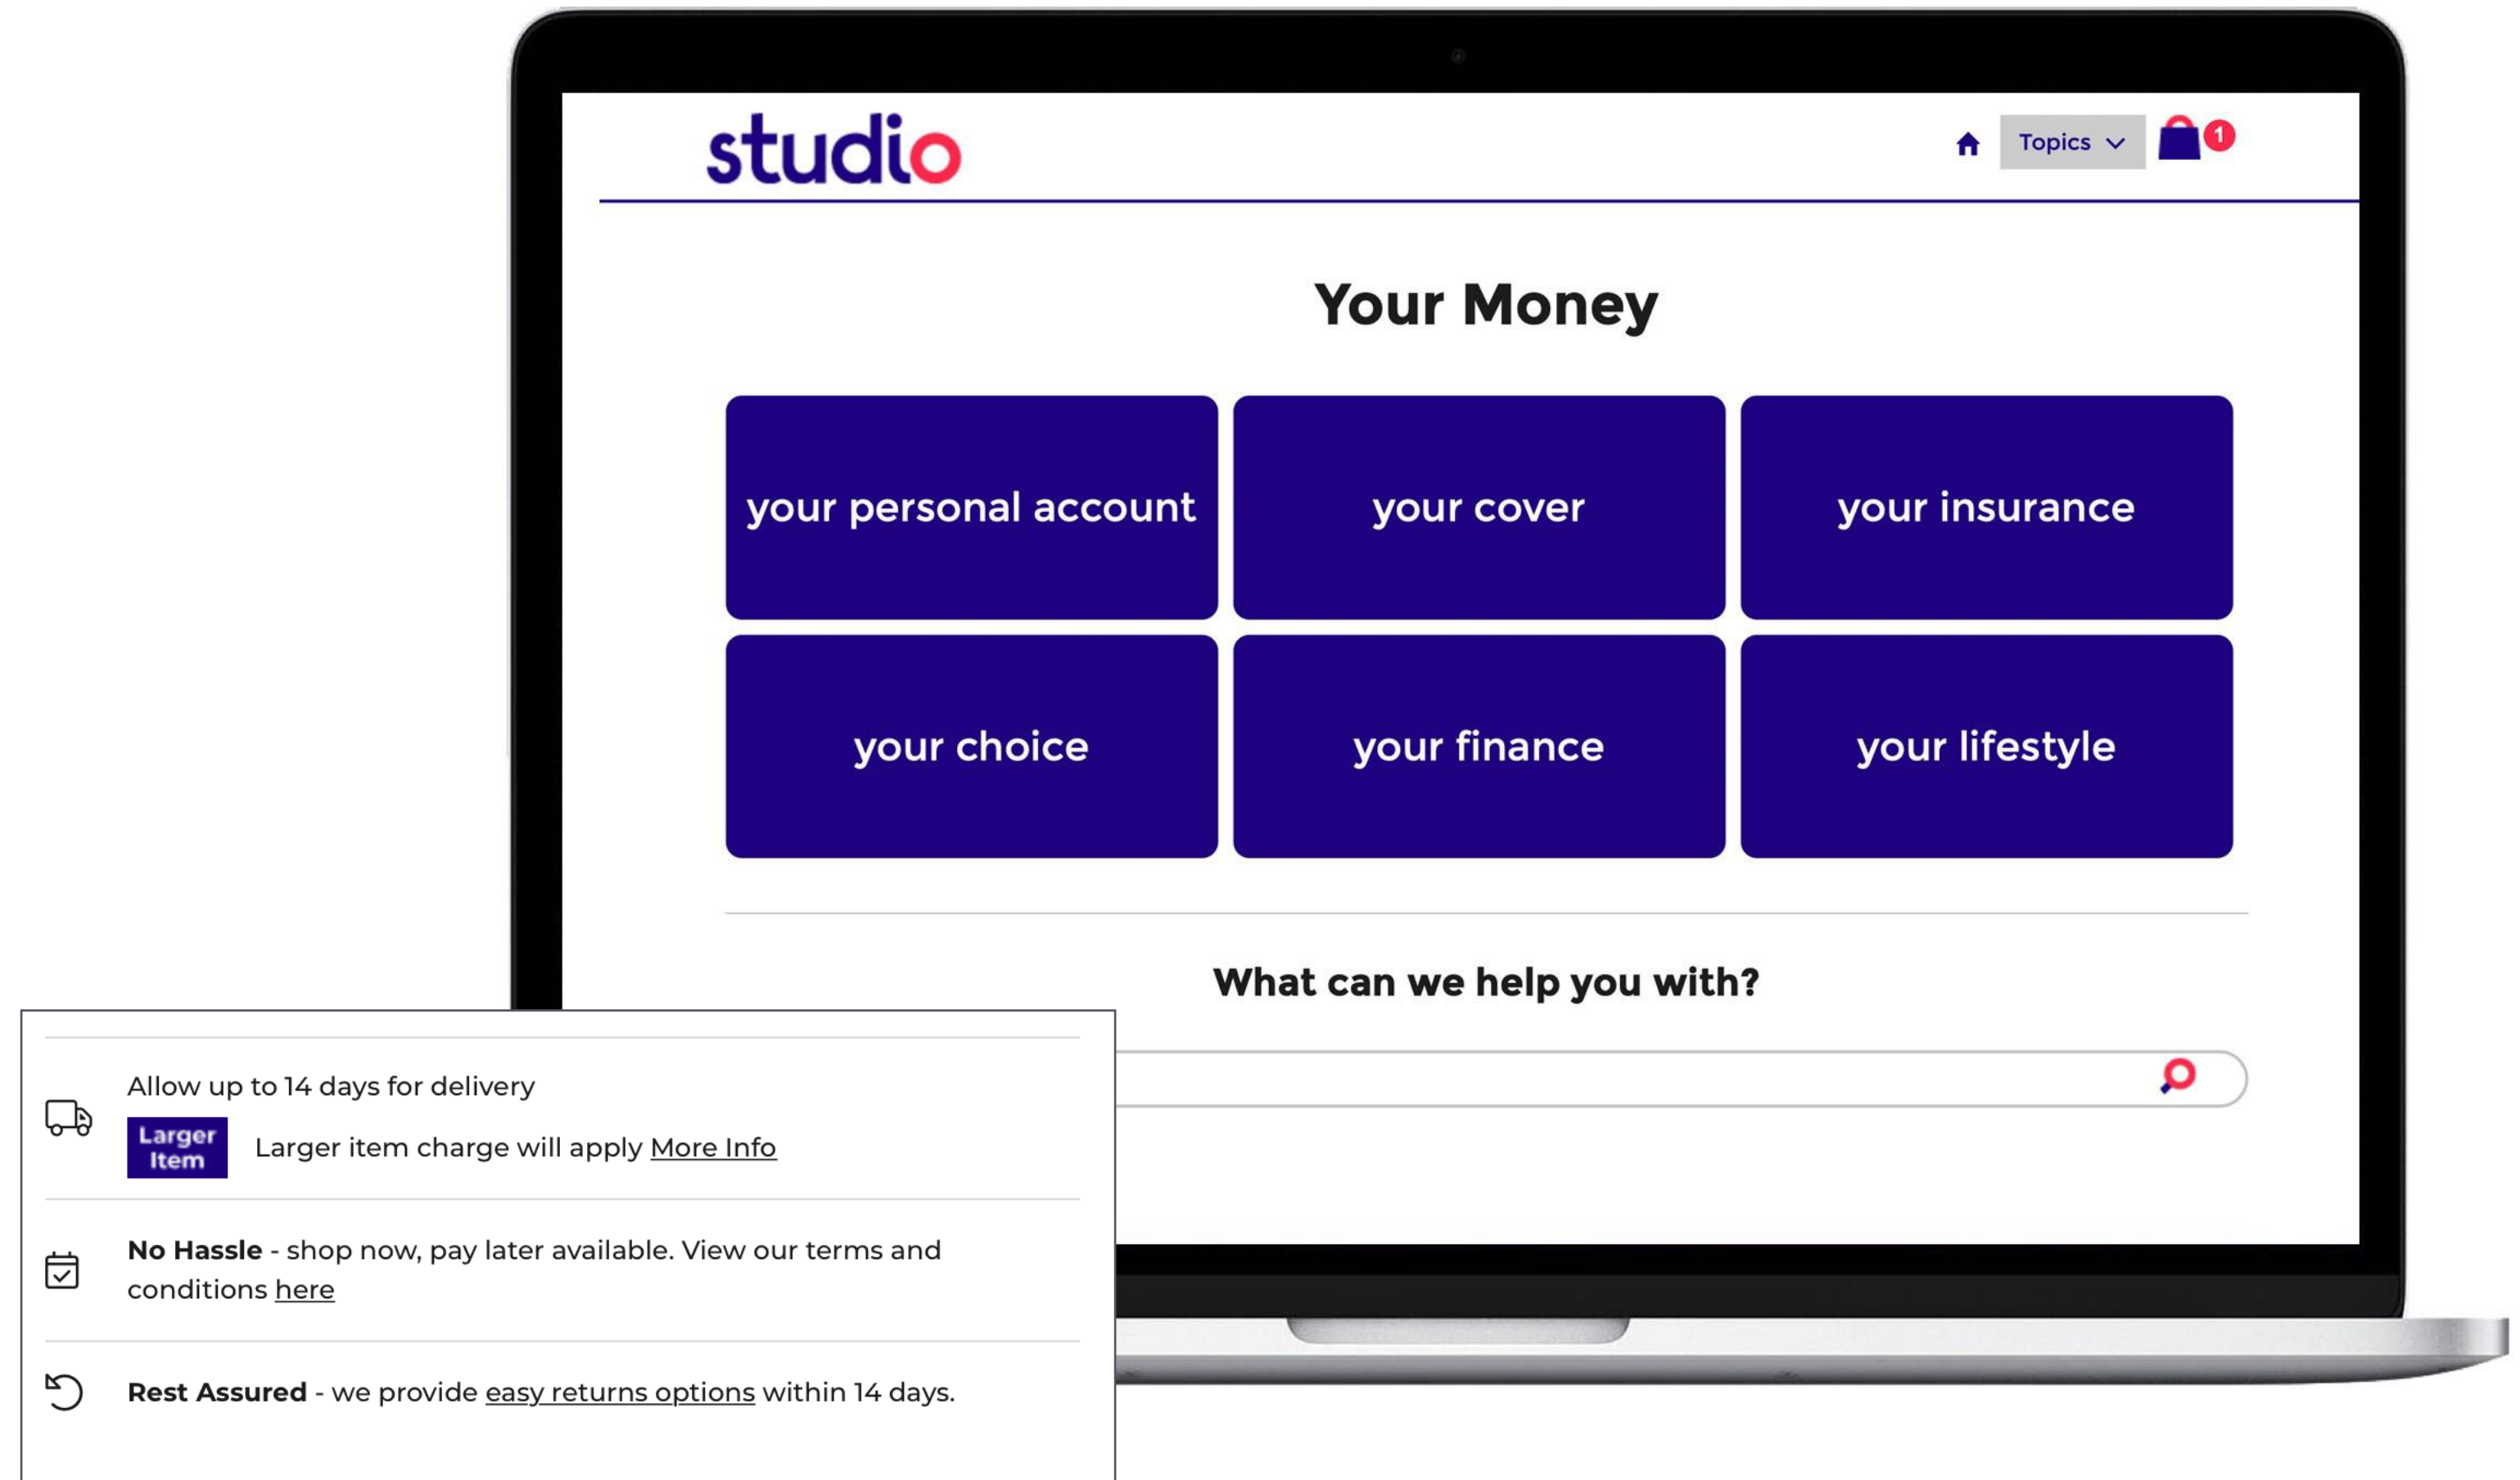 studio
Topics
1
Your Money
your personal account
your cover
your insurance
your choice
your finance
your lifestyle
What can we help you with?
Allow up to 14 days for delivery
Larger
Item
Larger item charge will apply More Info
No Hassle - shop now, pay later available. View our terms and
conditions here
Rest Assured - we provide easy returns options within 14 days.